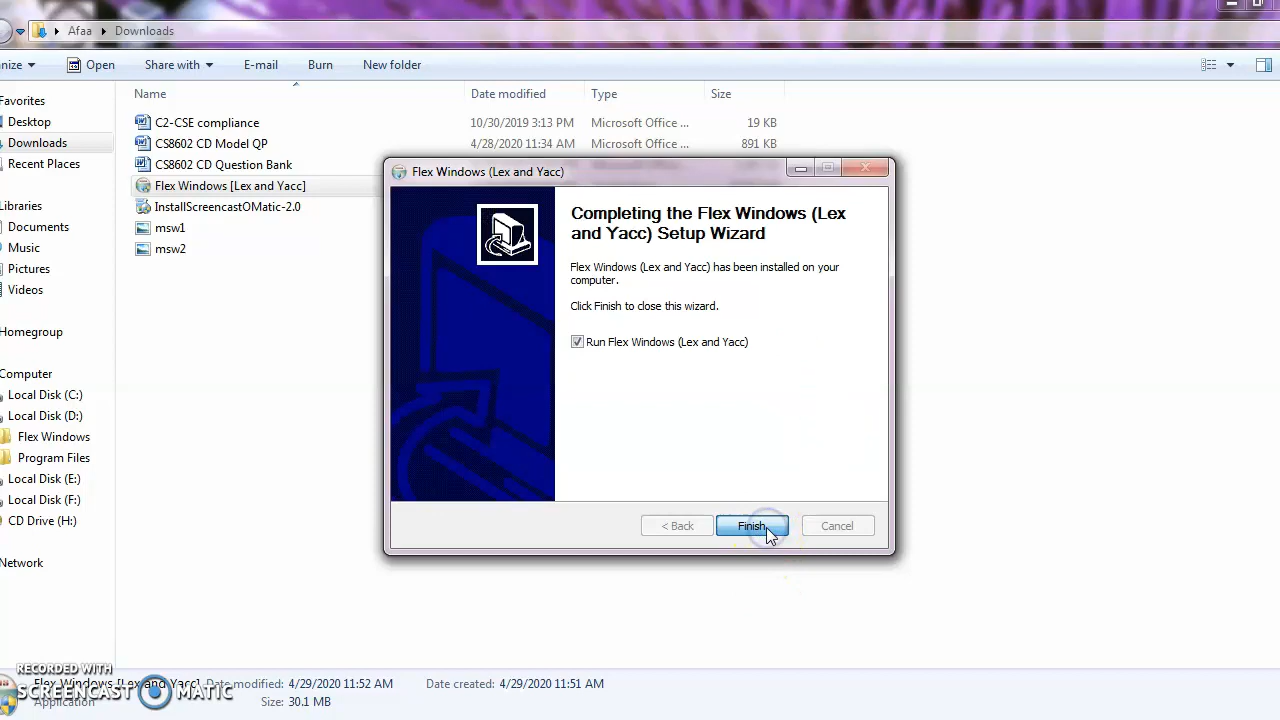 Afaa Downloads
nize Open Share with E-mail Burn New folder
Favorites
Desktop
Downloads
Recent Places
Libraries
Documents
Music
Pictures
Videos
Homegroup
Computer
Local Disk (C:)
Local Disk (D:)
Flex Windows
Program Files
Local Disk (E:)
Local Disk (F:)
CD Drive (H:)
Network
Name Date modified Type Size
C2-CSE compliance 10/30/2019 3:13 PM Microsoft Office ... 19 KB
CS8602 CD Model QP 4/28/2020 11:34 AM Microsoft Office ... 891 KB
CS8602 CD Question Bank
Flex Windows [Lex and Yacc]
InstallScreencastOMatic-2.0
msw1
msw2
Flex Windows (Lex and Yacc)
Completing the Flex Windows (Lex
and Yacc) Setup Wizard
Flex Windows (Lex and Yacc) has been installed on your
computer.
Click Finish to close this wizard.
Run Flex Windows (Lex and Yacc)
< Back Finish Cancel
RECORDED WITH
SCREENCAST MATIC
Flex Windows [Lex and Yacc] Date modified: 4/29/2020 11:52 AM Date created: 4/29/2020 11:51 AM
Application Size: 30.1 MB